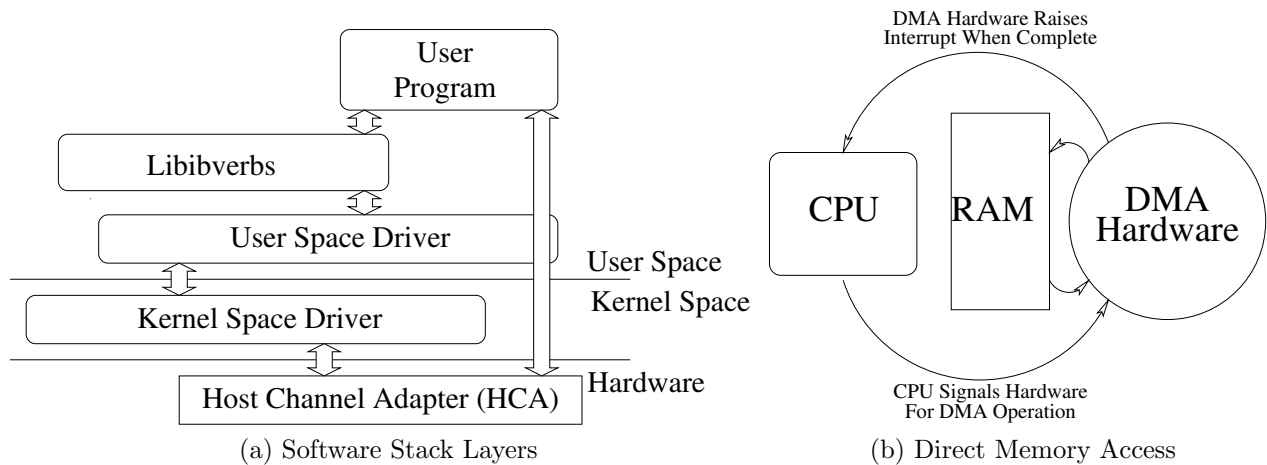 User
Program
Libibverbs
User Space Driver
User Space
Kernel Space
Kernel Space Driver
Hardware
Host Channel Adapter (HCA)
(a) Software Stack Layers
DMA Hardware Raises
Interrupt When Complete
CPU
RAM
DMA
Hardware
CPU Signals Hardware
For DMA Operation
(b) Direct Memory Access